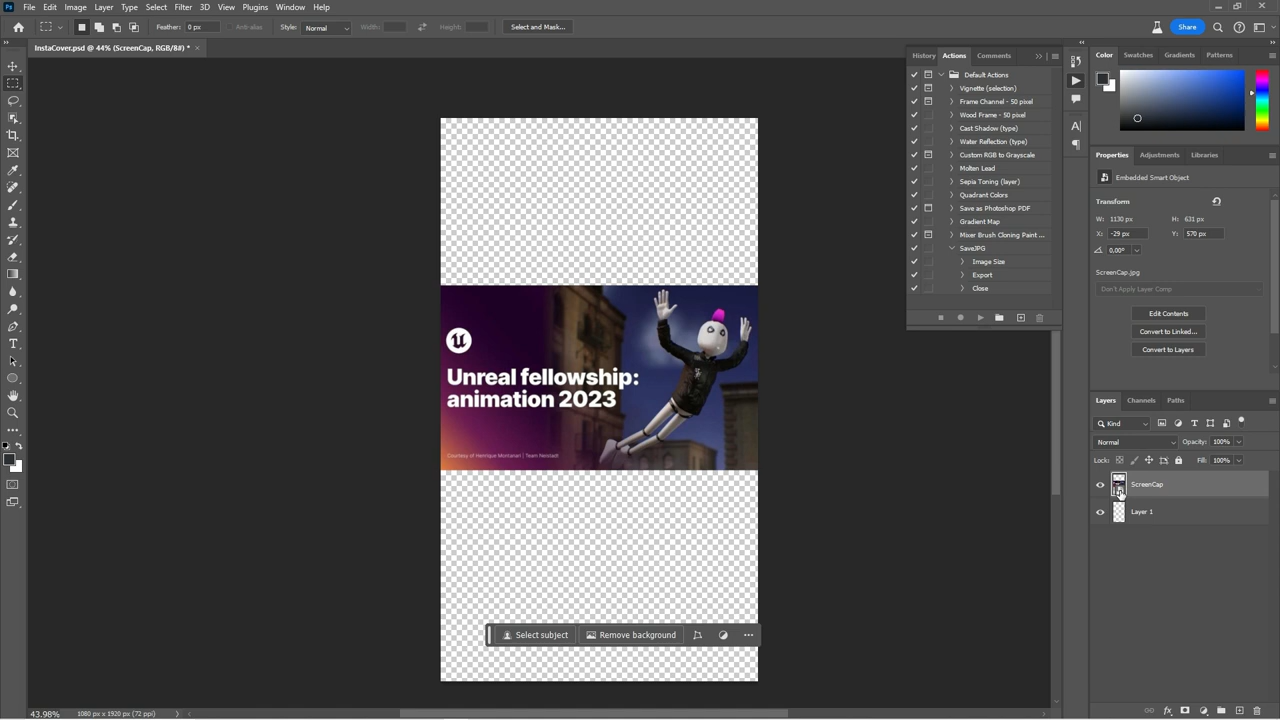 Ps File Edit Image Layer Type Select Filter 3D View Plugins Window Help
Feather: 0 px Anti-alias Style: Normal Width: Height: Select and Mask... Share
InstaCover.psd @ 44% (ScreenCap, RGB/8#) * ×
History Actions Comments
Default Actions
Vignette (selection)
Frame Channel - 50 pixel
Wood Frame - 50 pixel
Cast Shadow (type)
Water Reflection (type)
Custom RGB to Grayscale
Molten Lead
Sepia Toning (layer)
Quadrant Colors
Save as Photoshop PDF
Gradient Map
Mixer Brush Cloning Paint ...
SaveJPG
Image Size
Export
Close
Color Swatches Gradients Patterns
Properties Adjustments Libraries
Embedded Smart Object
Transform
W: 1130 px H: 631 px
X: -29 px Y: 570 px
0.00°
ScreenCap.jpg
Don't Apply Layer Comp
Edit Contents
Convert to Linked...
Convert to Layers
Layers Channels Paths
Kind
Normal Opacity: 100%
Lock: Fill: 100%
ScreenCap
Layer 1
Unreal fellowship:
animation 2023
Courtesy of Henrique Montanari | Team Neistadt
Select subject Remove background
43.98% 1080 px x 1920 px (72 ppi)